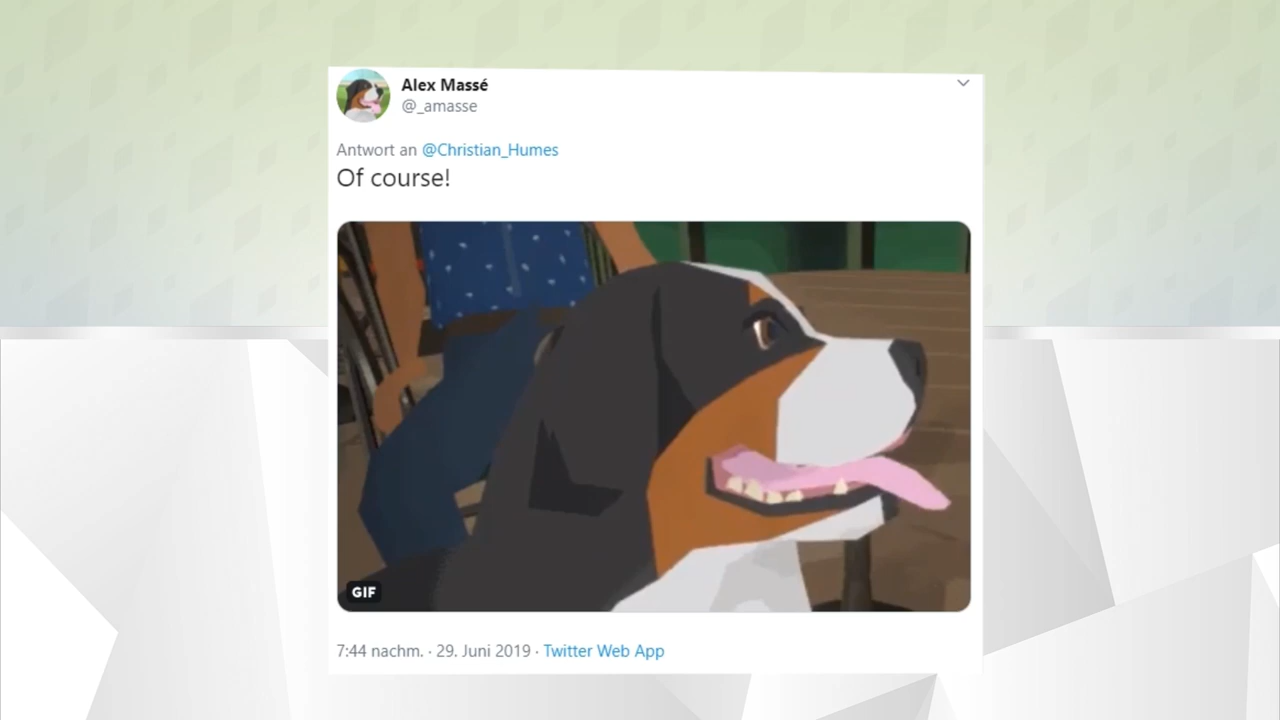 Alex Massé
@_amasse
Antwort an @Christian_Humes
Of course!
GIF
7:44 nachm. · 29. Juni 2019 · Twitter Web App